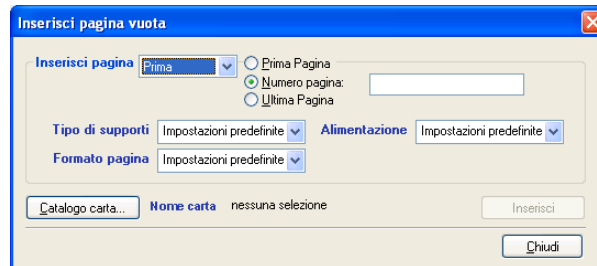 Inserisci pagina vuota
Inserisci pagina Prima Prima Pagina
Numero pagina:
Ultima Pagina
Tipo di supporti Impostazioni predefinite Alimentazione Impostazioni predefinite
Formato pagina Impostazioni predefinite
Catalogo carta... Nome carta nessuna selezione Inserisci
Chiudi